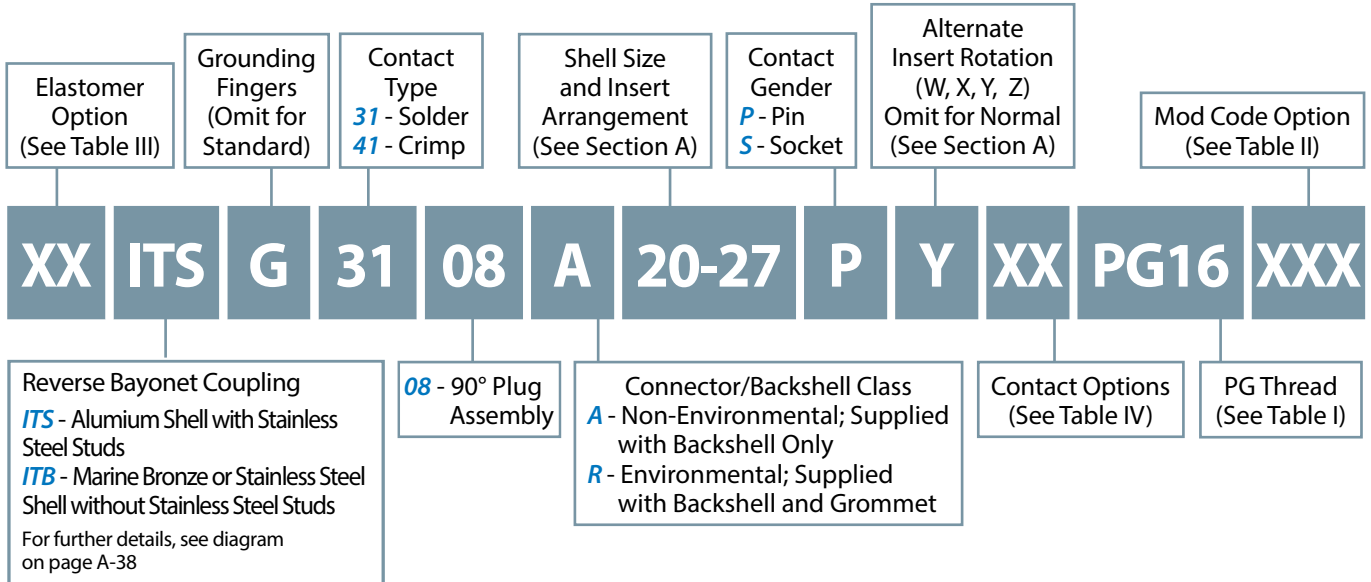 Elastomer
Option
(See Table III)
Grounding
Fingers
(Omit for
Standard)
Contact
Type
31 - Solder
41 - Crimp
Shell Size
and Insert
Arrangement
(See Section A)
Contact
Gender
P - Pin
S - Socket
Alternate
Insert Rotation
(W, X, Y, Z)
Omit for Normal
(See Section A)
Mod Code Option
(See Table II)
XX ITS G 31 08 A 20-27 P Y XX PG16 XXX
Reverse Bayonet Coupling
ITS - Alumium Shell with Stainless
Steel Studs
ITB - Marine Bronze or Stainless Steel
Shell without Stainless Steel Studs
For further details, see diagram
on page A-38
08 - 90° Plug
Assembly
Connector/Backshell Class
A - Non-Environmental; Supplied
with Backshell Only
R - Environmental; Supplied
with Backshell and Grommet
Contact Options
(See Table IV)
PG Thread
(See Table I)